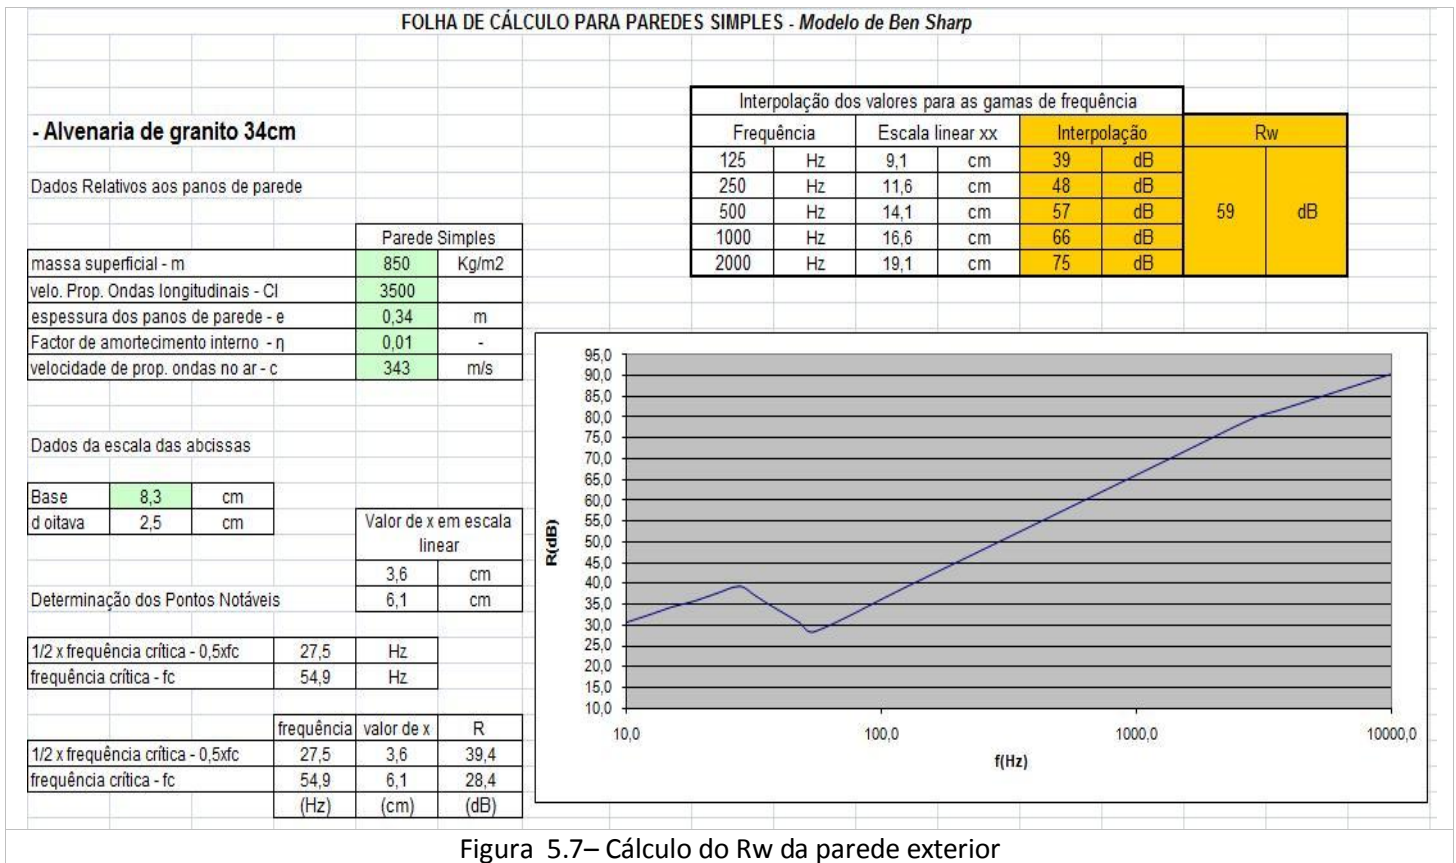 FOLHA DE CÁLCULO PARA PAREDES SIMPLES - Modelo de Ben Sharp
- Alvenaria de granito 34cm
Dados Relativos aos panos de parede
Parede Simples
massa superficial - m 850 Kg/m2
velo. Prop. Ondas longitudinais - Cl 3500
espessura dos panos de parede - e 0,34 m
Factor de amortecimento interno - η 0,01 -
velocidade de prop. ondas no ar - c 343 m/s
Interpolação dos valores para as gamas de frequência
Frequência Escala linear xx Interpolação Rw
125 Hz 9,1 cm 39 dB
250 Hz 11,6 cm 48 dB
500 Hz 14,1 cm 57 dB 59 dB
1000 Hz 16,6 cm 66 dB
2000 Hz 19,1 cm 75 dB
Dados da escala das abcissas
Base 8,3 cm
d oitava 2,5 cm
Valor de x em escala
linear
3,6 cm
6,1 cm
Determinação dos Pontos Notáveis
1/2 x frequência crítica - 0,5xfc 27,5 Hz
frequência crítica - fc 54,9 Hz
frequência valor de x R
1/2 x frequência crítica - 0,5xfc 27,5 3,6 39,4
frequência crítica - fc 54,9 6,1 28,4
(Hz) (cm) (dB)
95,0
90,0
85,0
80,0
75,0
70,0
65,0
60,0
55,0
50,0
45,0
40,0
35,0
30,0
25,0
20,0
15,0
10,0
R(dB)
10,0 100,0 1000,0 10000,0
f(Hz)
Figura 5.7– Cálculo do Rw da parede exterior